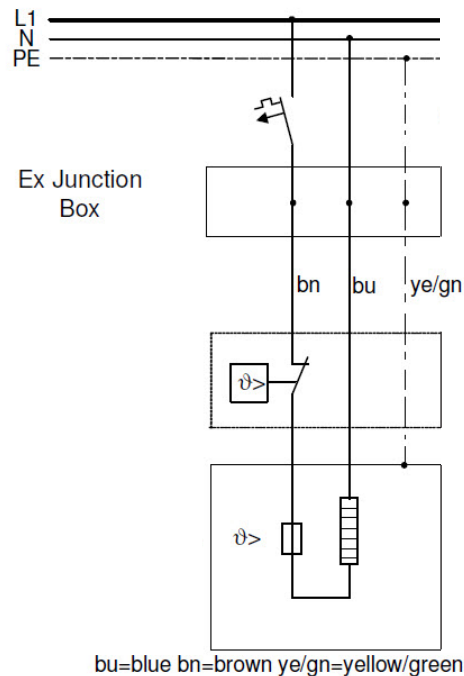 L1
N
PE
Ex Junction
Box
bn bu ye/gn
ϑ>
ϑ>
bu=blue bn=brown ye/gn=yellow/green